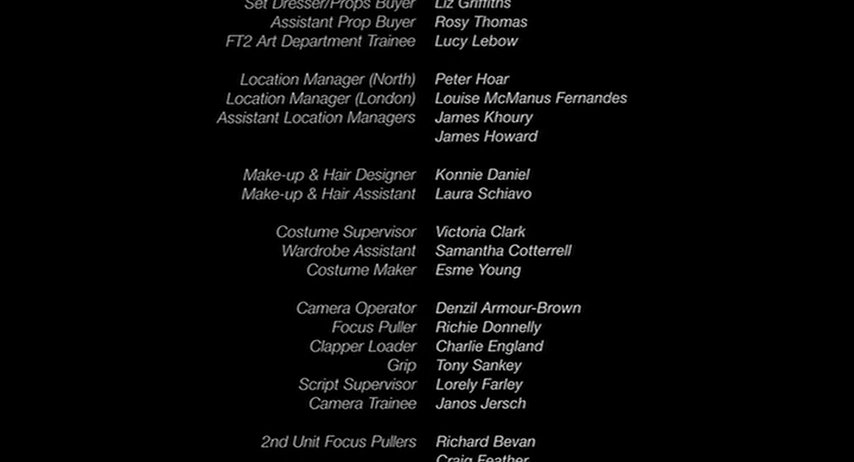 Set Dresser/Props Buyer Liz Griffiths
Assistant Prop Buyer Rosy Thomas
FT2 Art Department Trainee Lucy Lebow
Location Manager (North) Peter Hoar
Location Manager (London) Louise McManus Fernandes
Assistant Location Managers James Khoury
James Howard
Make-up & Hair Designer Konnie Daniel
Make-up & Hair Assistant Laura Schiavo
Costume Supervisor Victoria Clark
Wardrobe Assistant Samantha Cotterrell
Costume Maker Esme Young
Camera Operator Denzil Armour-Brown
Focus Puller Richie Donnelly
Clapper Loader Charlie England
Grip Tony Sankey
Script Supervisor Lorely Farley
Camera Trainee Janos Jersch
2nd Unit Focus Pullers Richard Bevan
Craig Feather